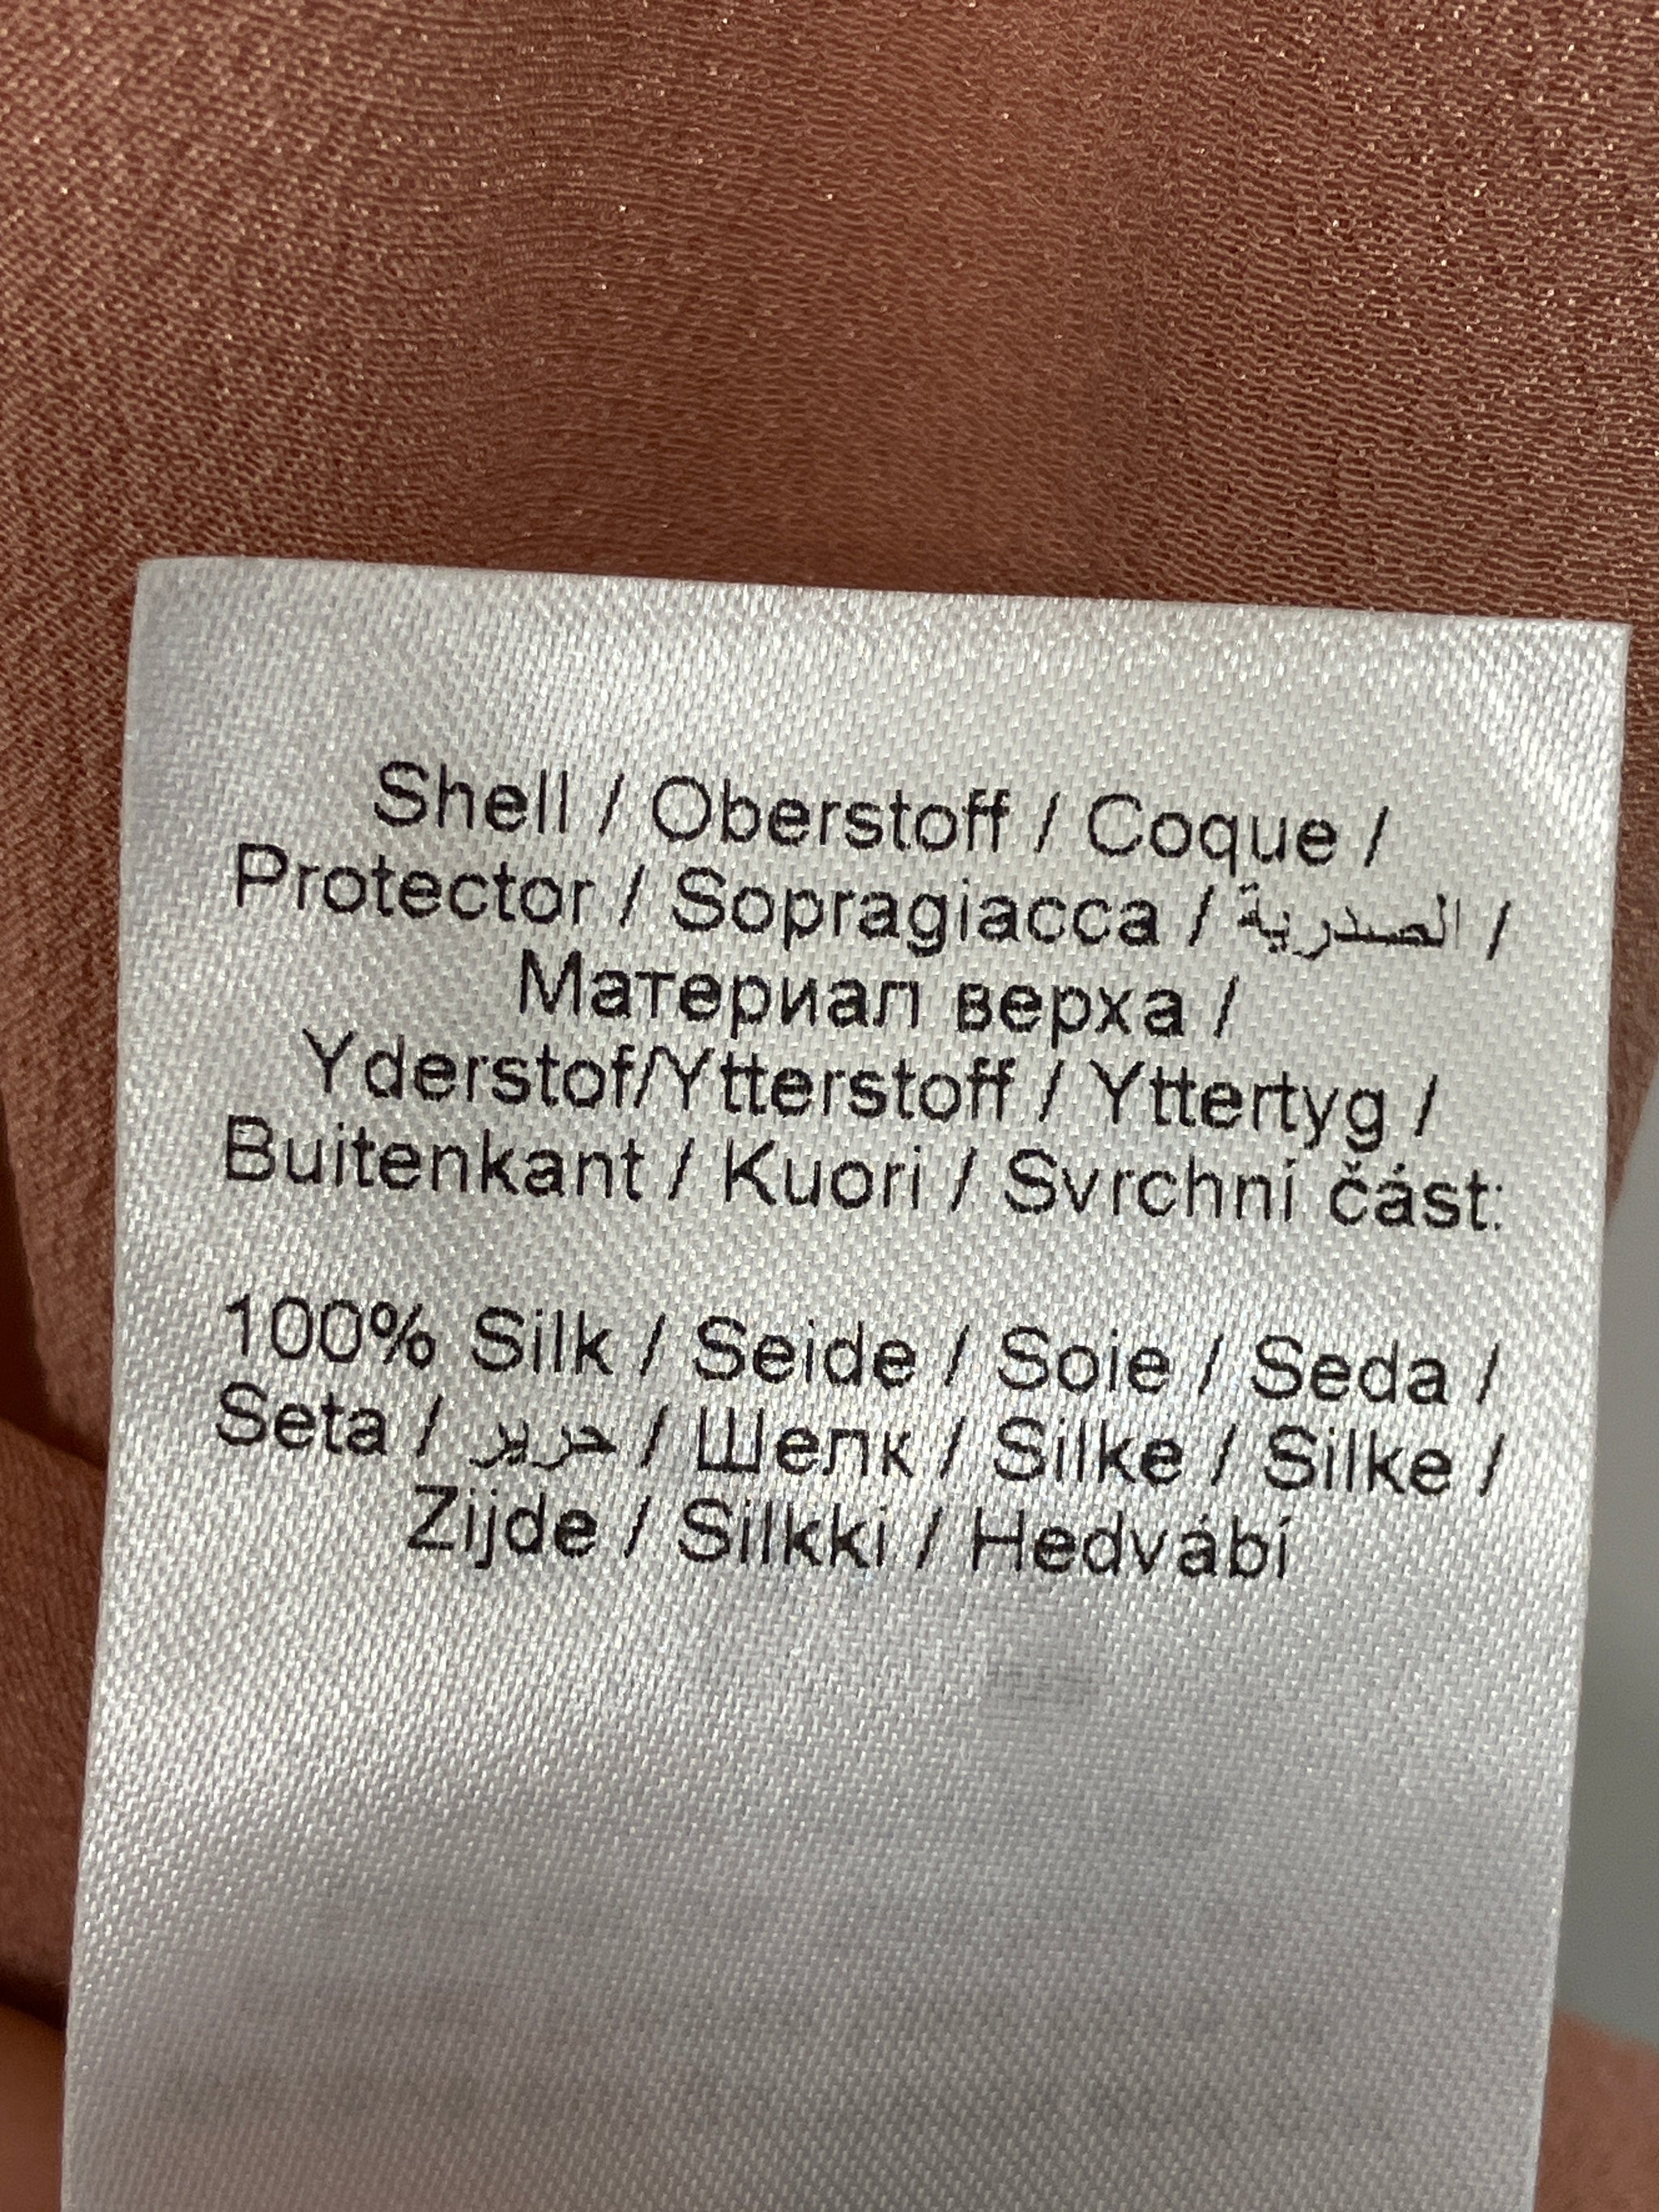 Shell / Oberstoff / Coque /
Protector / Sopragiacca / الصدرية /
Материал верха /
Yderstof/Ytterstoff / Yttertyg /
Buitenkant / Kuori / Svrchní část:
100% Silk / Seide / Soie / Seda /
Seta / حرير / Шелк / Silke / Silke /
Zijde / Silkki / Hedvábí